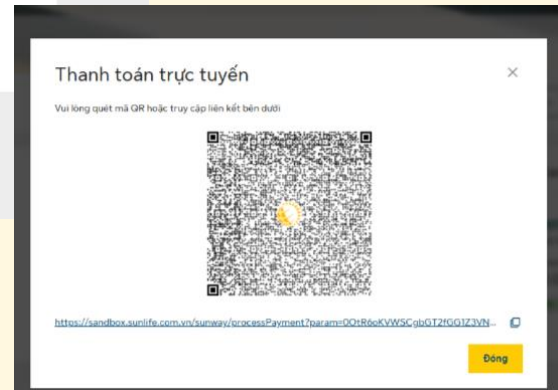 Thanh toán trực tuyến
Vui lòng quét mã QR hoặc truy cập liên kết bên dưới
https://sandbox.sunlife.com.vn/sunway/processPayment?param=0OtR6oKVWSCgbGT2fGG1Z3VN...
Đóng